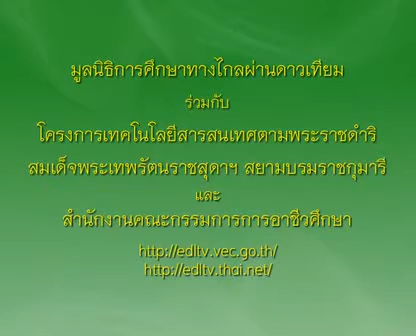 มูลนิธิการศึกษาทางไกลผ่านดาวเทียม
ร่วมกับ
โครงการเทคโนโลยีสารสนเทศตามพระราชดำริ
สมเด็จพระเทพรัตนราชสุดาฯ สยามบรมราชกุมารี
และ
สำนักงานคณะกรรมการการอาชีวศึกษา
http://edltv.vec.go.th/
http://edltv.thai.net/